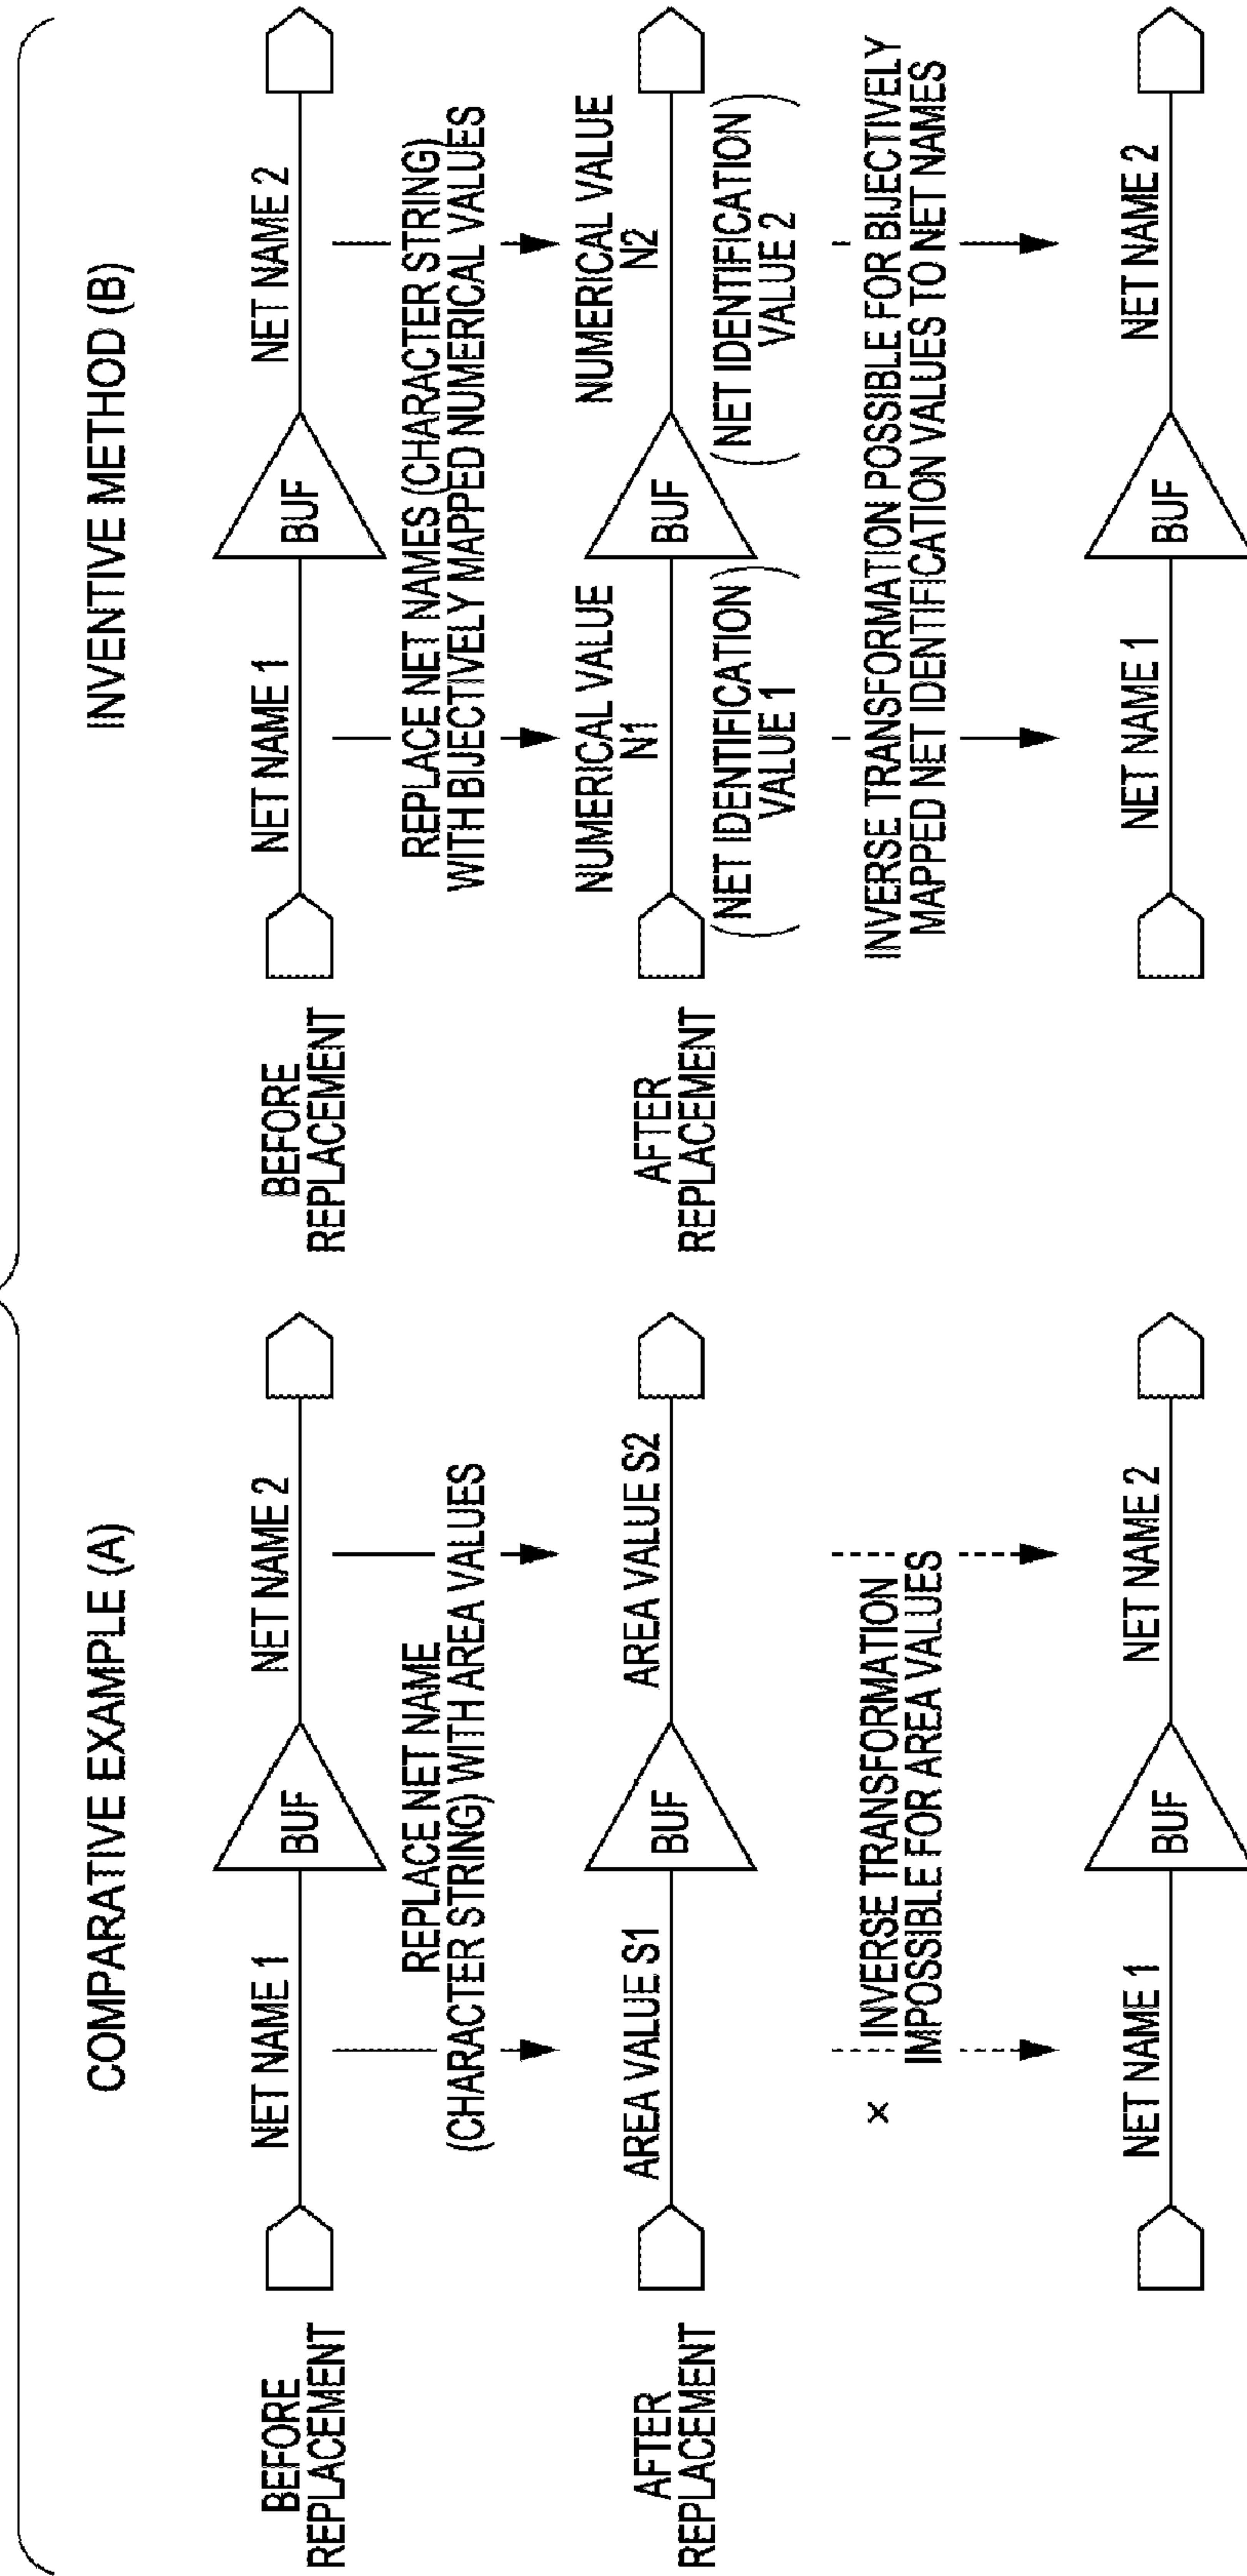 COMPARATIVE EXAMPLE (A)
BEFORE
REPLACEMENT
NET NAME 1
BUF
NET NAME 2
REPLACE NET NAME
(CHARACTER STRING) WITH AREA VALUES
AFTER
REPLACEMENT
AREA VALUE S1
BUF
AREA VALUE S2
× INVERSE TRANSFORMATION
IMPOSSIBLE FOR AREA VALUES
NET NAME 1
BUF
NET NAME 2
INVENTIVE METHOD (B)
BEFORE
REPLACEMENT
NET NAME 1
BUF
NET NAME 2
REPLACE NET NAMES (CHARACTER STRING)
WITH BIJECTIVELY MAPPED NUMERICAL VALUES
AFTER
REPLACEMENT
NUMERICAL VALUE
N1
(NET IDENTIFICATION
VALUE 1)
BUF
NUMERICAL VALUE
N2
(NET IDENTIFICATION
VALUE 2)
INVERSE TRANSFORMATION POSSIBLE FOR BIJECTIVELY
MAPPED NET IDENTIFICATION VALUES TO NET NAMES
NET NAME 1
BUF
NET NAME 2